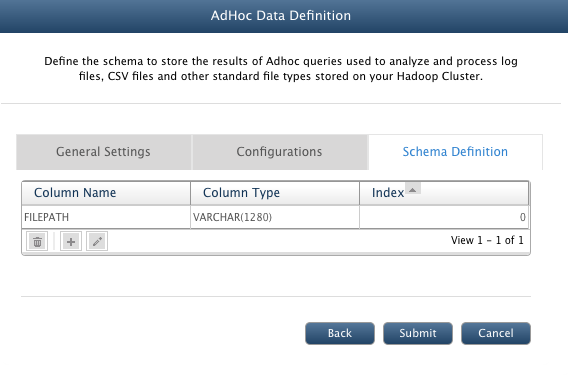 AdHoc Data Definition
Define the schema to store the results of Adhoc queries used to analyze and process log
files, CSV files and other standard file types stored on your Hadoop Cluster.
General Settings Configurations Schema Definition
Column Name Column Type Index
FILEPATH VARCHAR(1280) 0
View 1 – 1 of 1
Back Submit Cancel